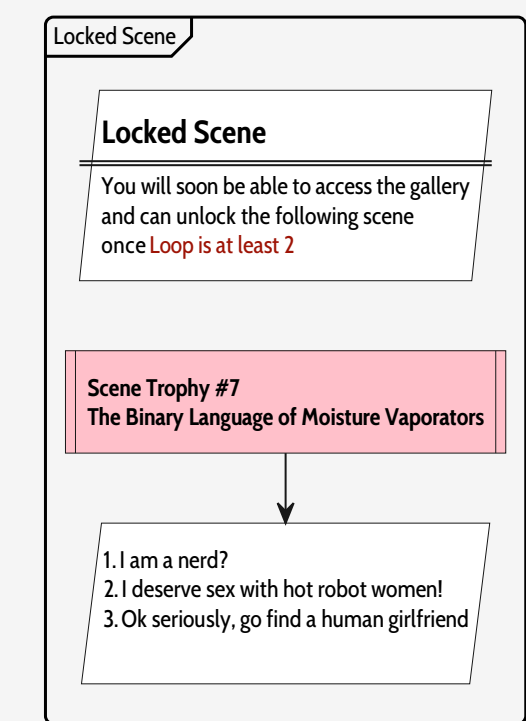 Locked Scene
Locked Scene
You will soon be able to access the gallery
and can unlock the following scene
once Loop is at least 2
Scene Trophy #7
The Binary Language of Moisture Vaporators
1. I am a nerd?
2. I deserve sex with hot robot women!
3. Ok seriously, go find a human girlfriend